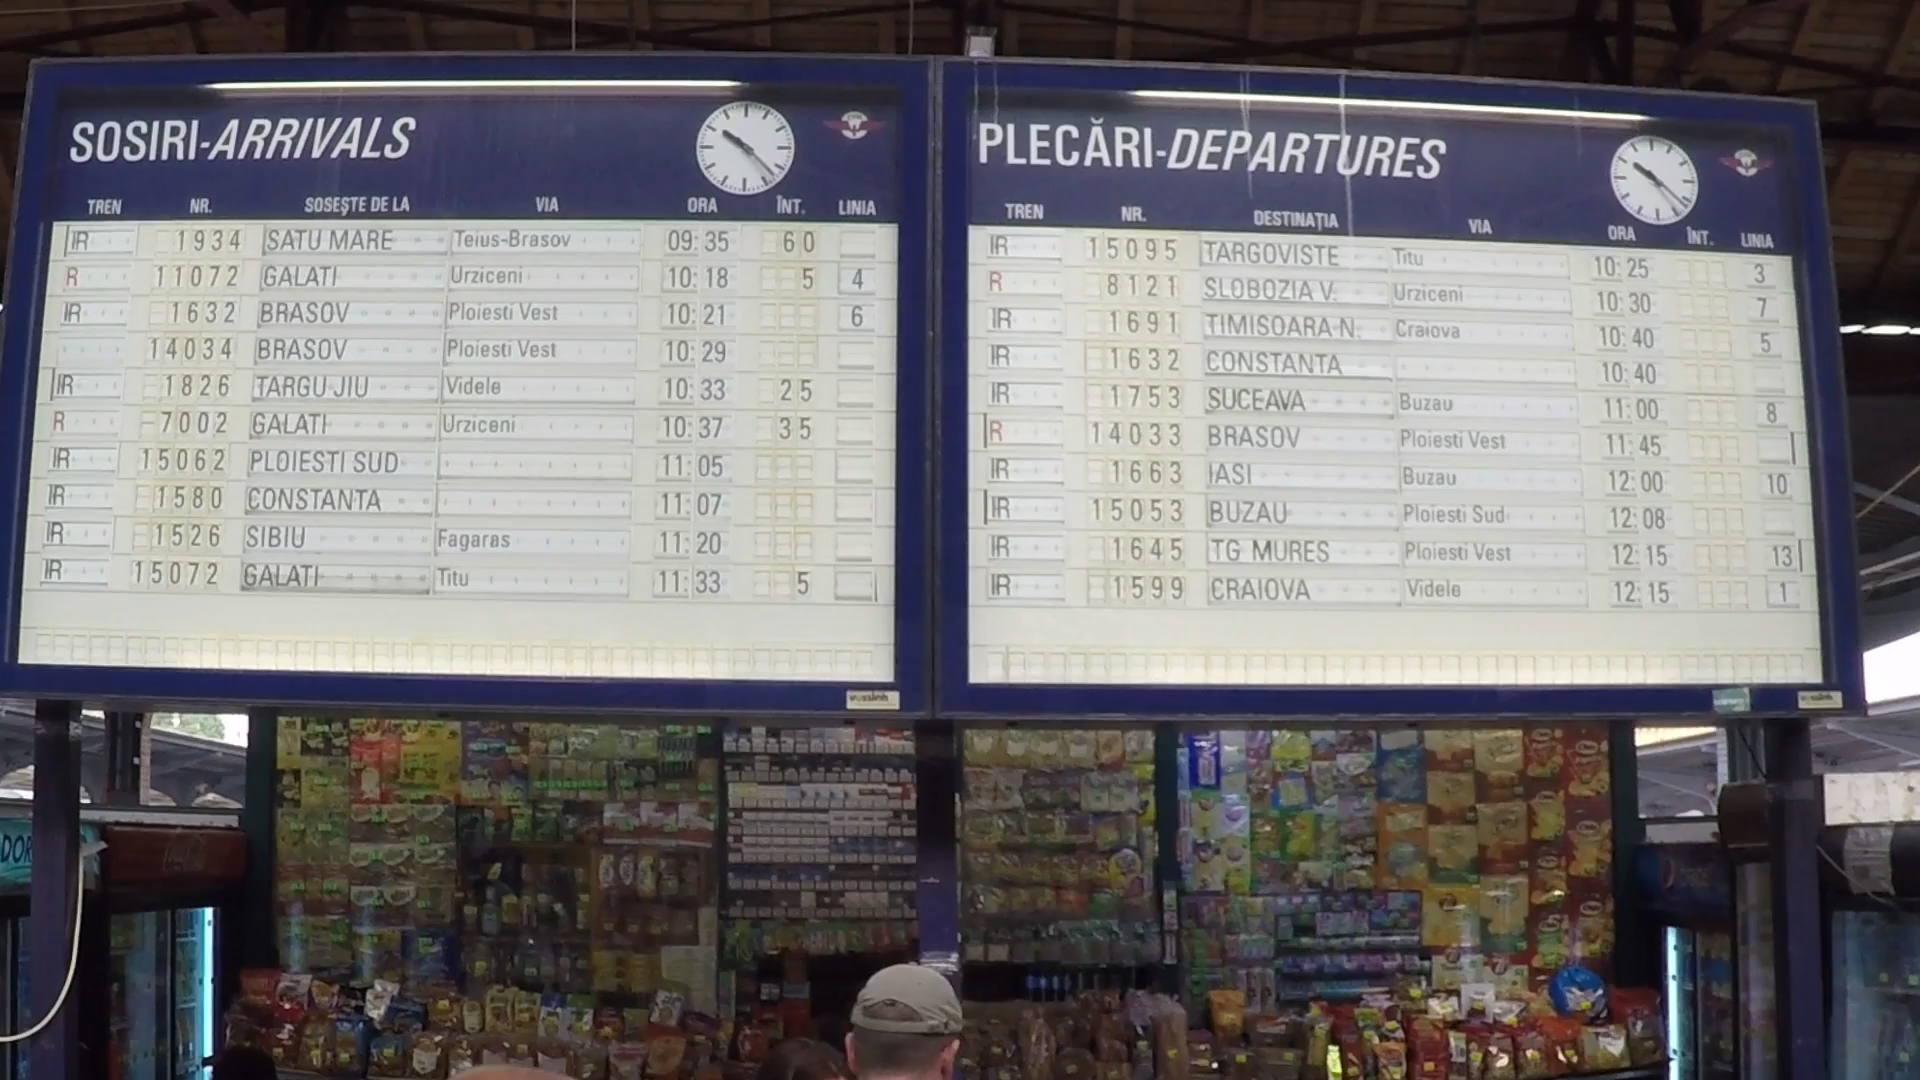 SOSIRI-ARRIVALS
TREN NR. SOSEȘTE DE LA VIA ORA ÎNT. LINIA
IR 1934 SATU MARE Teius-Brasov 09:35 60
R 11072 GALATI Urziceni 10:18 5 4
IR 1632 BRASOV Ploiesti Vest 10:21 6
14034 BRASOV Ploiesti Vest 10:29
IR 1826 TARGU JIU Videle 10:33 25
R 7002 GALATI Urziceni 10:37 35
IR 15062 PLOIESTI SUD 11:05
IR 1580 CONSTANTA 11:07
IR 1526 SIBIU Fagaras 11:20
IR 15072 GALATI Titu 11:33 5
PLECĂRI-DEPARTURES
TREN NR. DESTINAȚIA VIA ORA ÎNT. LINIA
IR 15095 TARGOVISTE Titu 10:25 3
R 8121 SLOBOZIA V. Urziceni 10:30 7
IR 1691 TIMISOARA N. Craiova 10:40 5
IR 1632 CONSTANTA 10:40
IR 1753 SUCEAVA Buzau 11:00 8
R 14033 BRASOV Ploiesti Vest 11:45
IR 1663 IASI Buzau 12:00 10
IR 15053 BUZAU Ploiesti Sud 12:08
IR 1645 TG MURES Ploiesti Vest 12:15 13
IR 1599 CRAIOVA Videle 12:15 1